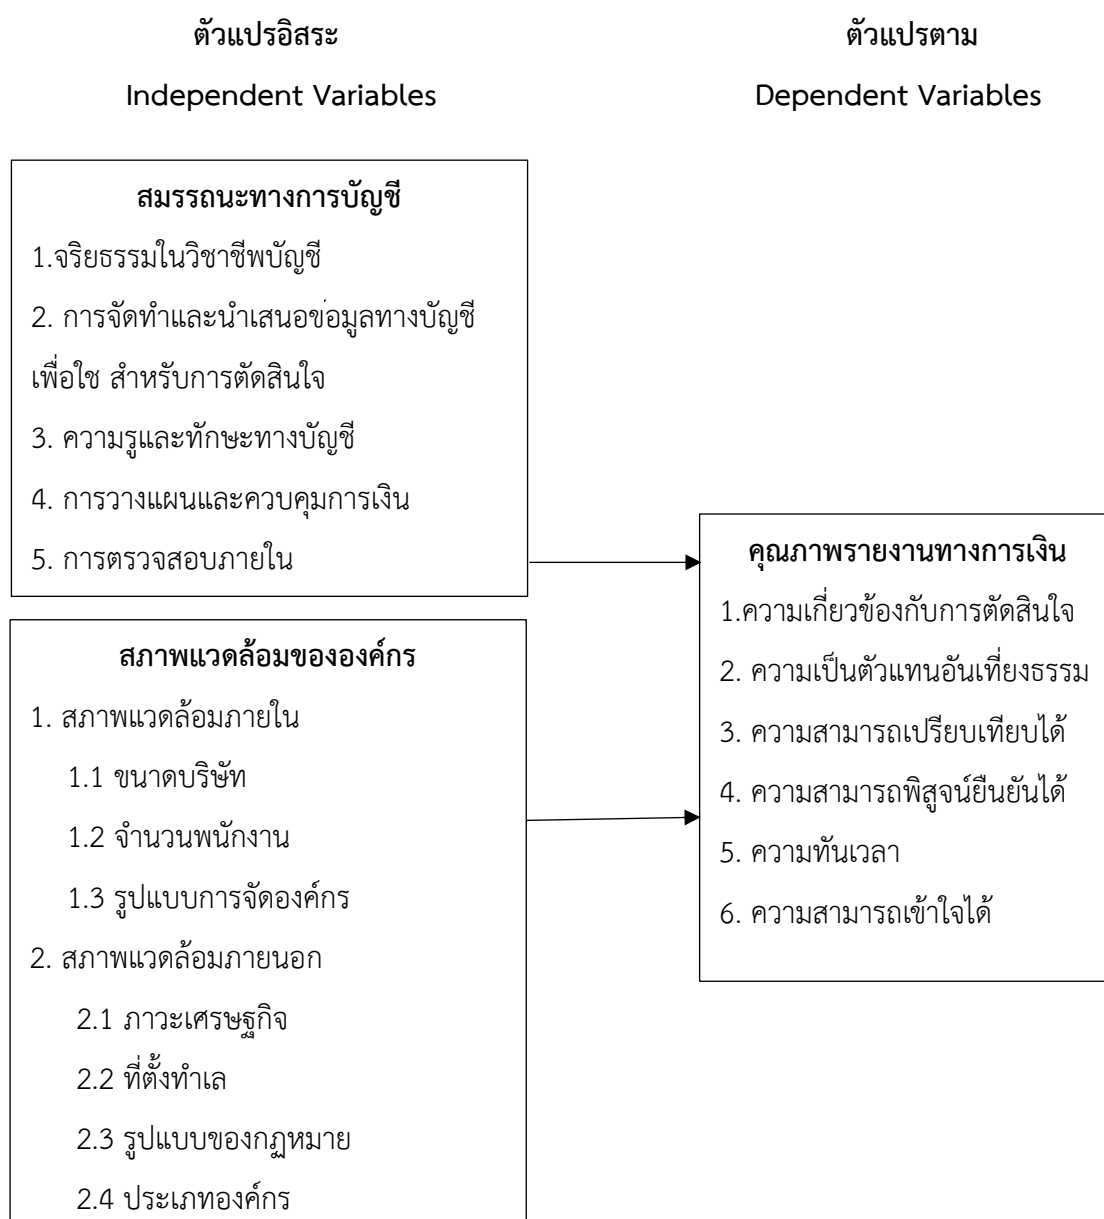 ตัวแปรอิสระ
Independent Variables
ตัวแปรตาม
Dependent Variables
สมรรถนะทางการบัญชี
1.จริยธรรมในวิชาชีพบัญชี
2. การจัดทำและนำเสนอข่อมูลทางบัญชี
เพื่อใช สำหรับการตัดสินใจ
3. ความรูและทักษะทางบัญชี
4. การวางแผนและควบคุมการเงิน
5. การตรวจสอบภายใน
สภาพแวดล้อมขององค์กร
1. สภาพแวดล้อมภายใน
1.1 ขนาดบริษัท
1.2 จำนวนพนักงาน
1.3 รูปแบบการจัดองค์กร
2. สภาพแวดล้อมภายนอก
2.1 ภาวะเศรษฐกิจ
2.2 ที่ตั้งทำเล
2.3 รูปแบบของกฎหมาย
2.4 ประเภทองค์กร
คุณภาพรายงานทางการเงิน
1.ความเกี่ยวข้องกับการตัดสินใจ
2. ความเป็นตัวแทนอันเที่ยงธรรม
3. ความสามารถเปรียบเทียบได้
4. ความสามารถพิสูจน์ยืนยันได้
5. ความทันเวลา
6. ความสามารถเข้าใจได้